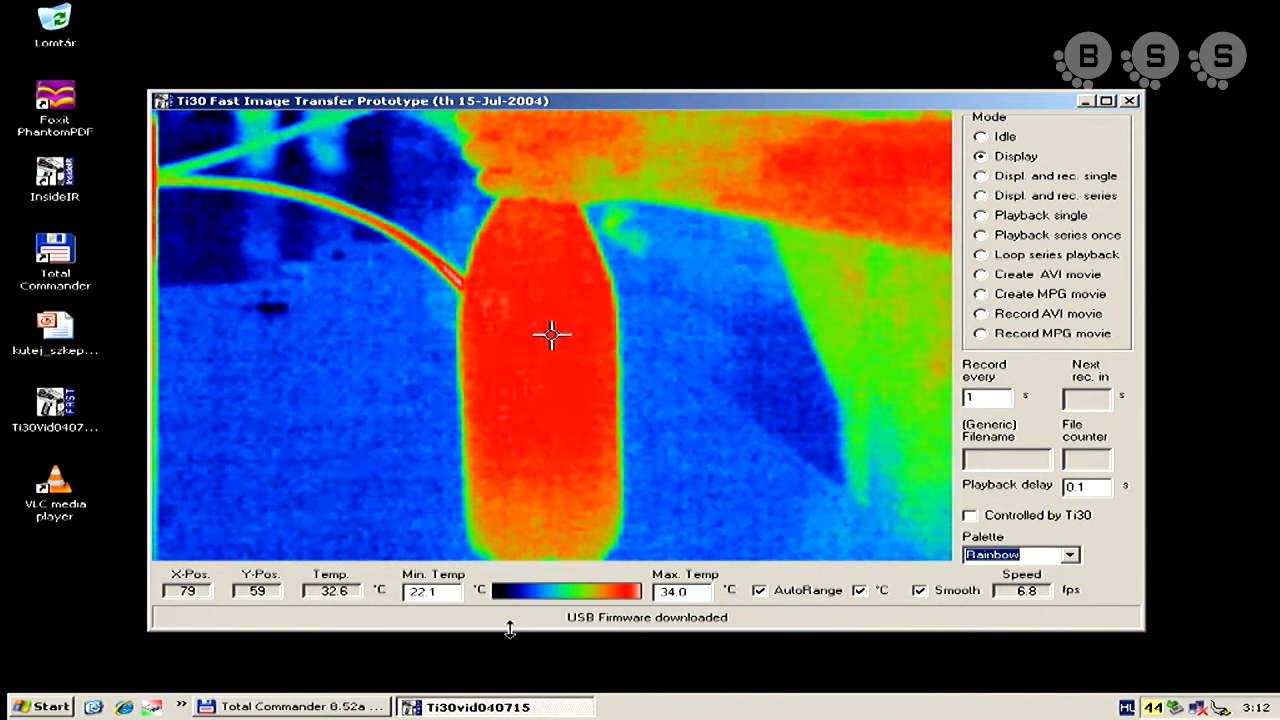 Lomtár
Foxit
PhantomPDF
InsideIR
Total
Commander
kutej_szkep...
FAST
Ti30Vid0407...
VLC media
player
B S S
Ti30 Fast Image Transfer Prototype (th 15-Jul-2004)
Mode
Idle
Display
Displ. and rec. single
Displ. and rec. series
Playback single
Playback series once
Loop series playback
Create AVI movie
Create MPG movie
Record AVI movie
Record MPG movie
Record every
Next rec. in
1 s
s
(Generic) Filename
File counter
Playback delay 0.1 s
Controlled by Ti30
Palette
Rainbow
X-Pos. Y-Pos. Temp. Min. Temp Max. Temp Speed
79 59 32.6 °C 22.1 °C 34.0 °C AutoRange °C Smooth 6.8 fps
USB Firmware downloaded
Start Total Commander 8.52a ... Ti30vid040715 HU 44 3:12